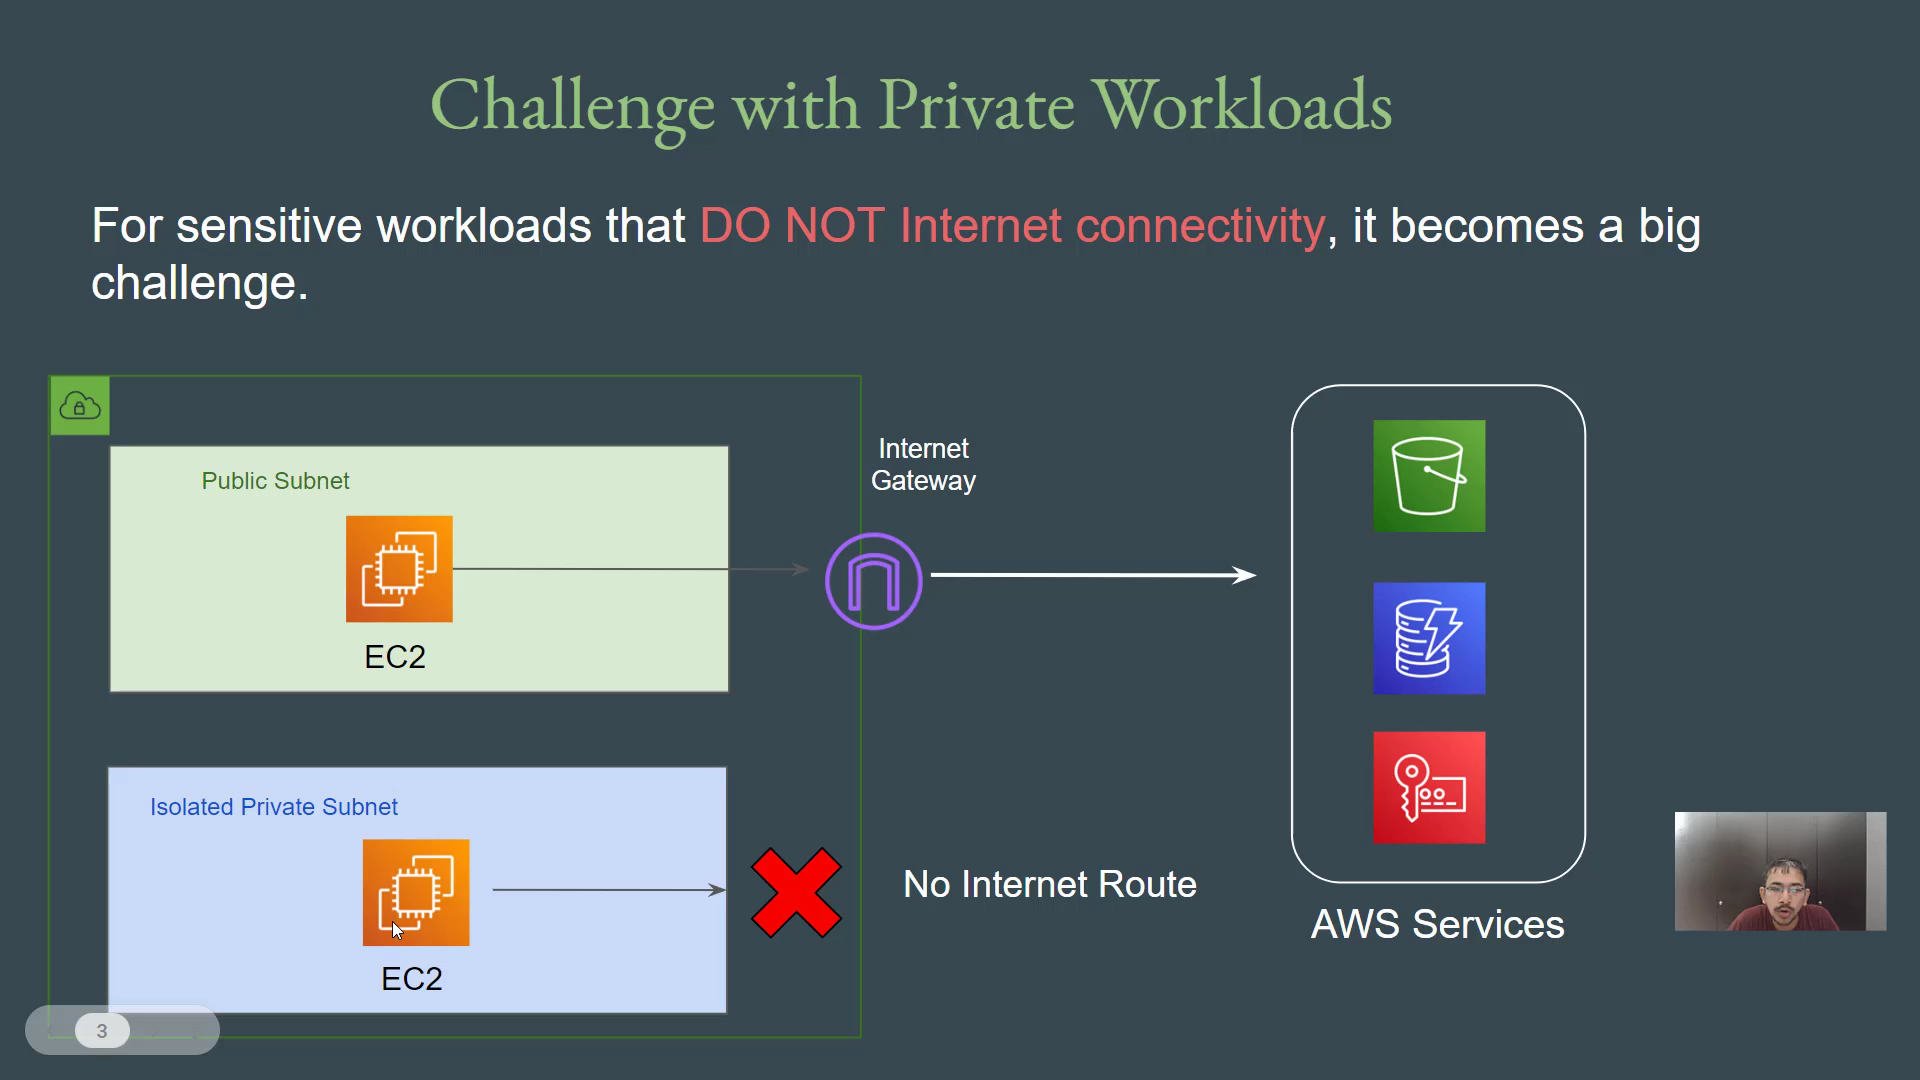 Challenge with Private Workloads
For sensitive workloads that DO NOT Internet connectivity, it becomes a big
challenge.
Internet
Gateway
Public Subnet
EC2
Isolated Private Subnet
EC2
No Internet Route
AWS Services
3